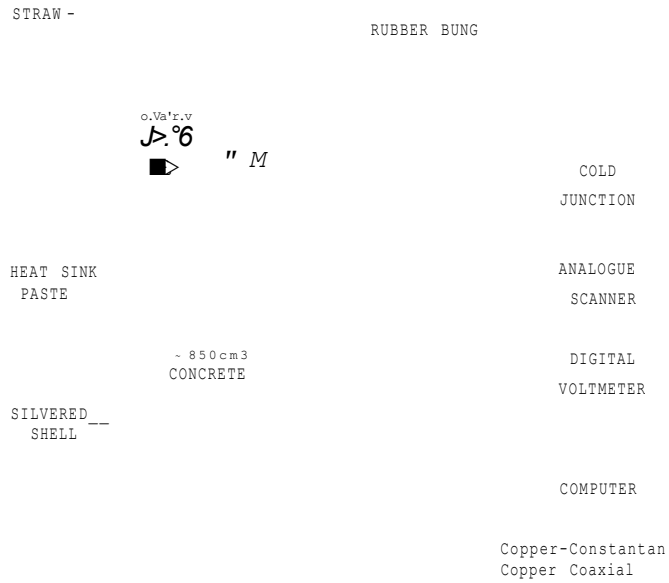 STRAW -
RUBBER BUNG
" M
COLD
JUNCTION
HEAT SINK
PASTE
ANALOGUE
SCANNER
~ 850cm3
CONCRETE
DIGITAL
VOLTMETER
SILVERED__
SHELL
COMPUTER
Copper-Constantan
Copper Coaxial